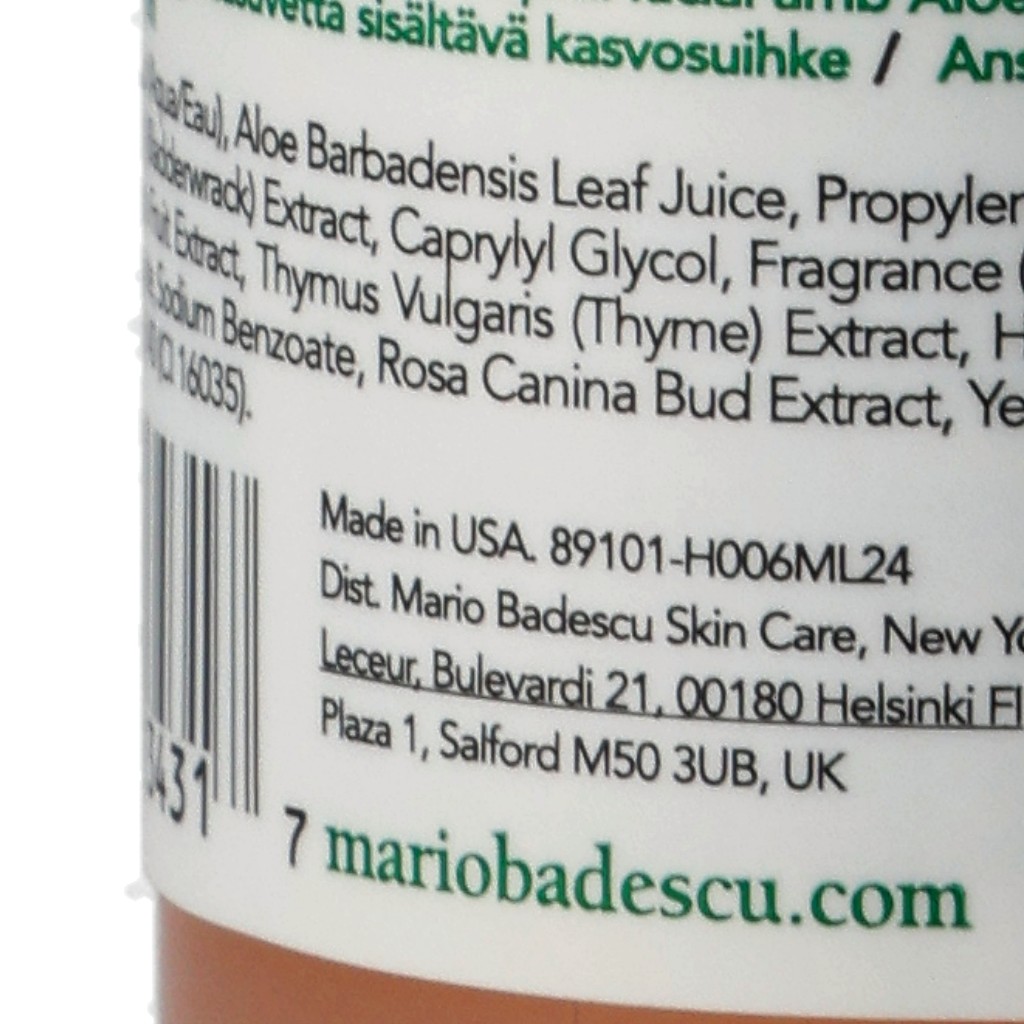 sisältävä kasvosuihke / Ans
Aloe Barbadensis Leaf Juice, Propylen
Extract, Caprylyl Glycol, Fragrance (
Extract, Thymus Vulgaris (Thyme) Extract, H
Sodium Benzoate, Rosa Canina Bud Extract, Ye
16035).
Made in USA. 89101-H006ML24
Dist. Mario Badescu Skin Care, New Yo
Leceur, Bulevardi 21, 00180 Helsinki FI
Plaza 1, Salford M50 3UB, UK
431 7 mariobadescu.com